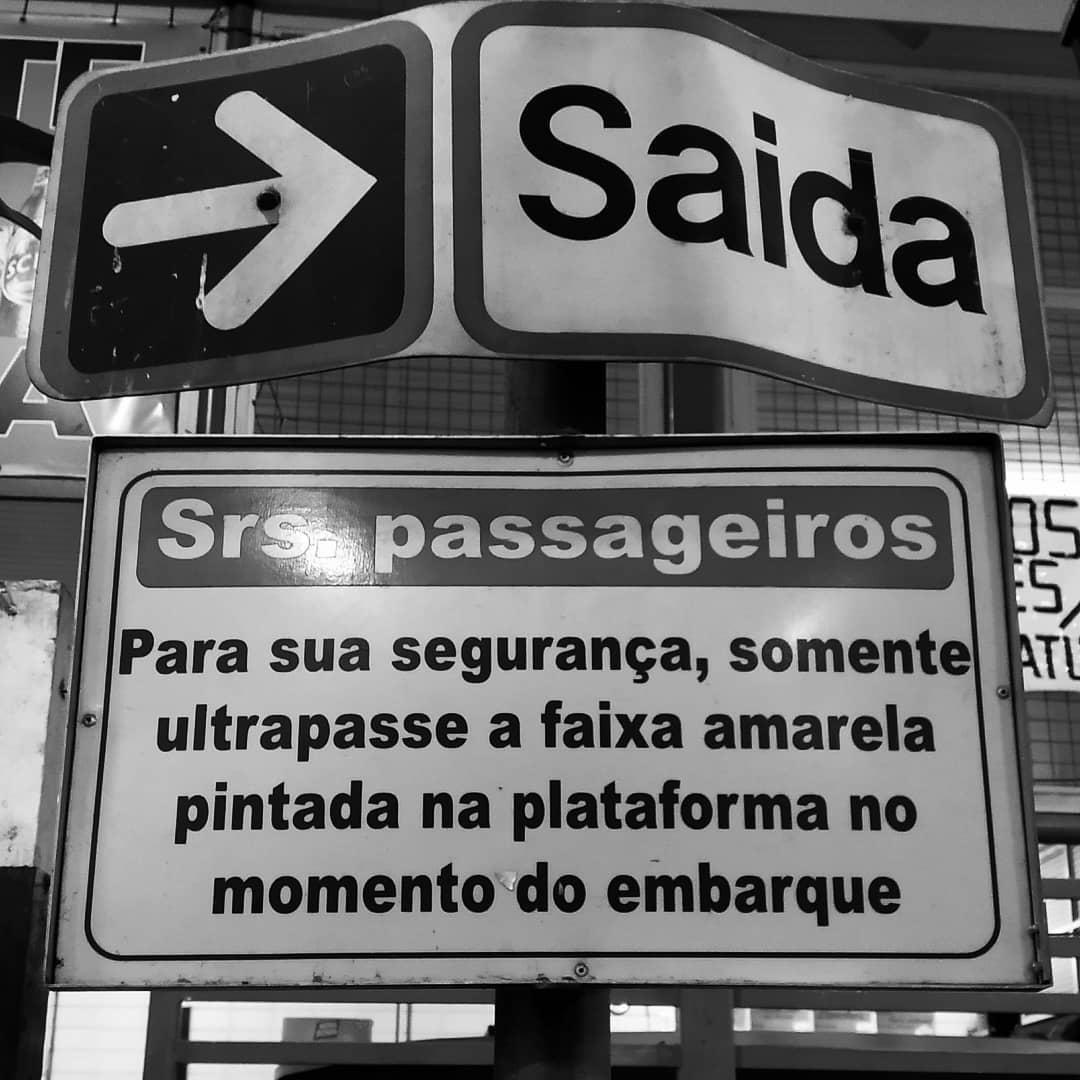 Saida
Srs. passageiros
Para sua segurança, somente
ultrapasse a faixa amarela
pintada na plataforma no
momento do embarque